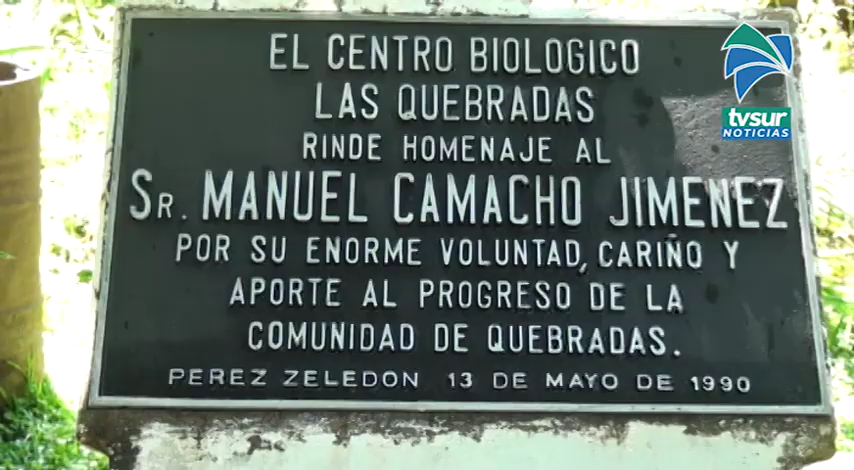 EL CENTRO BIOLOGICO
LAS QUEBRADAS
RINDE HOMENAJE AL
SR. MANUEL CAMACHO JIMENEZ
POR SU ENORME VOLUNTAD, CARIÑO Y
APORTE AL PROGRESO DE LA
COMUNIDAD DE QUEBRADAS.
PEREZ ZELEDON 13 DE MAYO DE 1990
tvsur
NOTICIAS